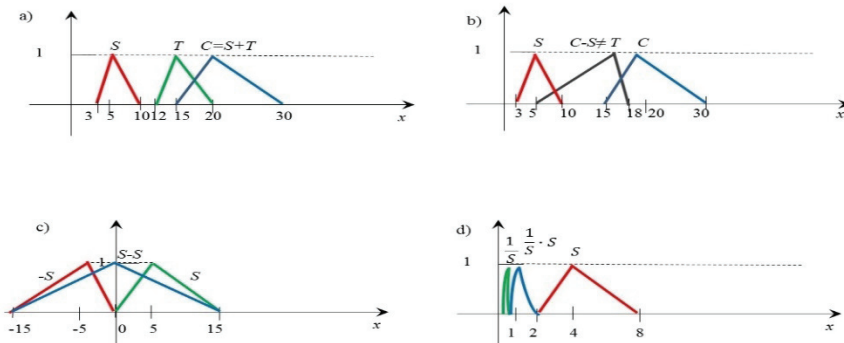 a)
1
S T C=S+T
3 5 10 12 15 20 30
x
b)
1
S C-S≠ T C
3 5 10 15 18 20 30
x
c)
1
S-S
-S S
-15 -5 0 5 15
x
d)
1
1/S 1/S · S S
1 2 4 8
x